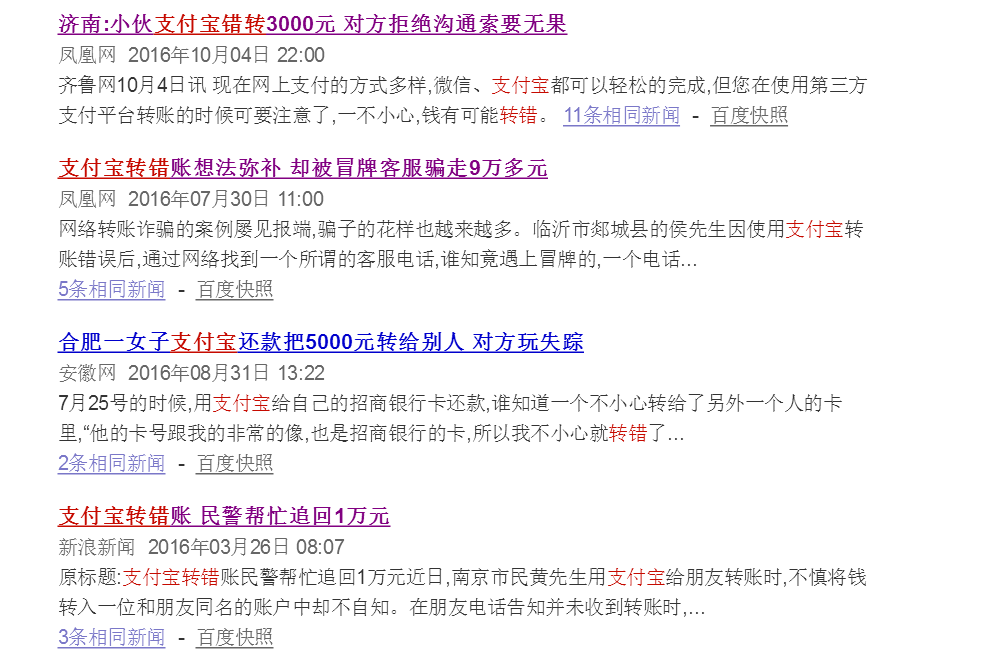 济南:小伙支付宝错转3000元 对方拒绝沟通索要无果
凤凰网 2016年10月04日 22:00
齐鲁网10月4日讯 现在网上支付的方式多样,微信、支付宝都可以轻松的完成,但您在使用第三方
支付平台转账的时候可要注意了,一不小心,钱有可能转错。 11条相同新闻 - 百度快照
支付宝转错账想法弥补 却被冒牌客服骗走9万多元
凤凰网 2016年07月30日 11:00
网络转账诈骗的案例屡见报端,骗子的花样也越来越多。临沂市郯城县的侯先生因使用支付宝转
账错误后,通过网络找到一个所谓的客服电话,谁知竟遇上冒牌的,一个电话...
5条相同新闻 - 百度快照
合肥一女子支付宝还款把5000元转给别人 对方玩失踪
安徽网 2016年08月31日 13:22
7月25号的时候,用支付宝给自己的招商银行卡还款,谁知道一个不小心转给了另外一个人的卡
里,“他的卡号跟我的非常的像,也是招商银行的卡,所以我不小心就转错了...
2条相同新闻 - 百度快照
支付宝转错账 民警帮忙追回1万元
新浪新闻 2016年03月26日 08:07
原标题:支付宝转错账民警帮忙追回1万元近日,南京市民黄先生用支付宝给朋友转账时,不慎将钱
转入一位和朋友同名的账户中却不自知。在朋友电话告知并未收到转账时,...
3条相同新闻 - 百度快照